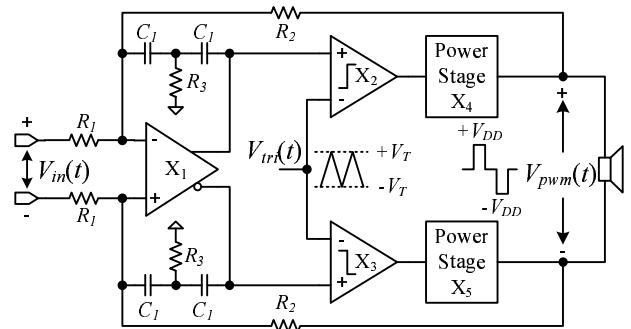 C1 C1 R2
R3
+ X2 -
Power Stage X4
+
R1
+
Vin(t)
-
R1
- X1 +
Vtri(t)
+VT
-VT
+VDD
-VDD
Vpwm(t)
+
-
R3
- X3 +
Power Stage X5
C1 C1 R2